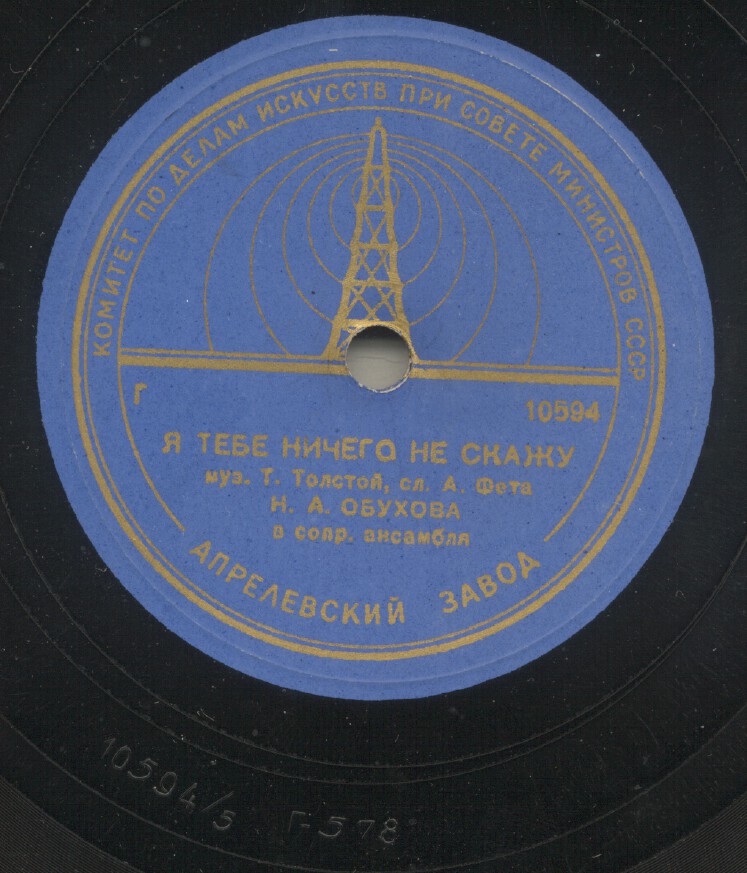 КОМИТЕТ ПО ДЕЛАМ ИСКУССТВ ПРИ СОВЕТЕ МИНИСТРОВ СССР
Г 10594
Я ТЕБЕ НИЧЕГО НЕ СКАЖУ
муз. Т. Толстой, сл. А. Фета
Н. А. ОБУХОВА
в сопр. ансамбля
АПРЕЛЕВСКИЙ ЗАВОД
10594/5 Г-578